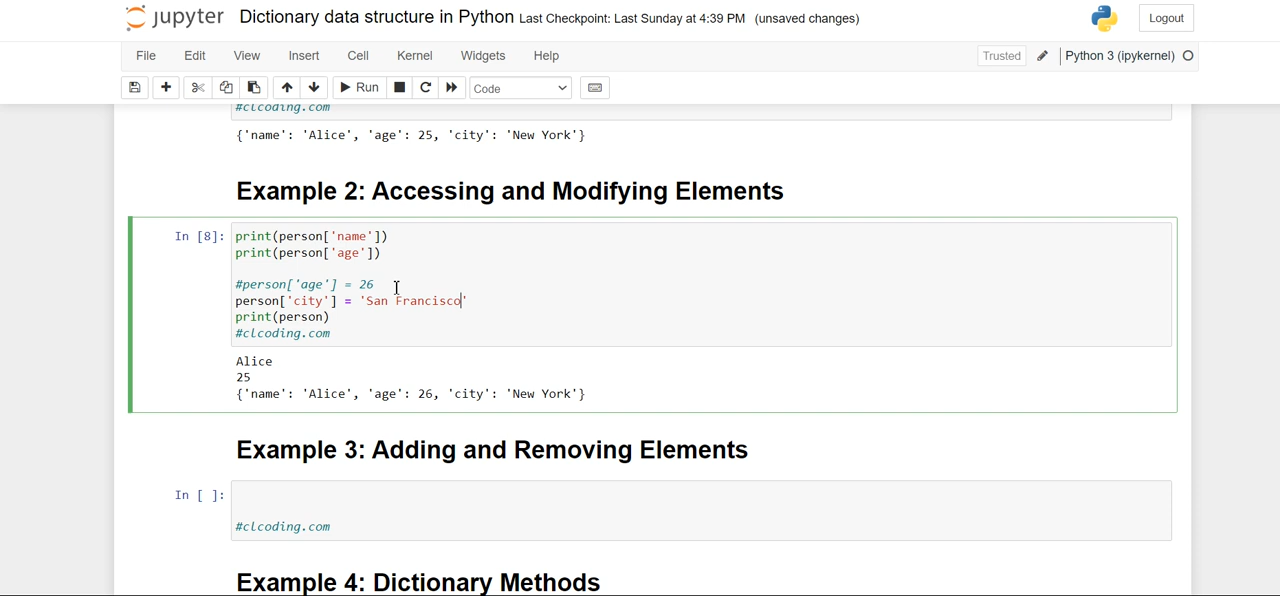 jupyter Dictionary data structure in Python Last Checkpoint: Last Sunday at 4:39 PM (unsaved changes) Logout
File Edit View Insert Cell Kernel Widgets Help Trusted Python 3 (ipykernel)
Run Code
#clcoding.com
{'name': 'Alice', 'age': 25, 'city': 'New York'}
Example 2: Accessing and Modifying Elements
In [8]: print(person['name'])
print(person['age'])
#person['age'] = 26
person['city'] = 'San Francisco'
print(person)
#clcoding.com
Alice
25
{'name': 'Alice', 'age': 26, 'city': 'New York'}
Example 3: Adding and Removing Elements
In [ ]:
#clcoding.com
Example 4: Dictionary Methods